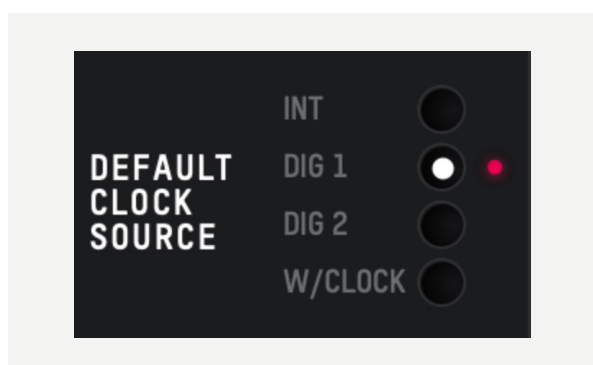 DEFAULT
CLOCK
SOURCE
INT
DIG 1
DIG 2
W/CLOCK